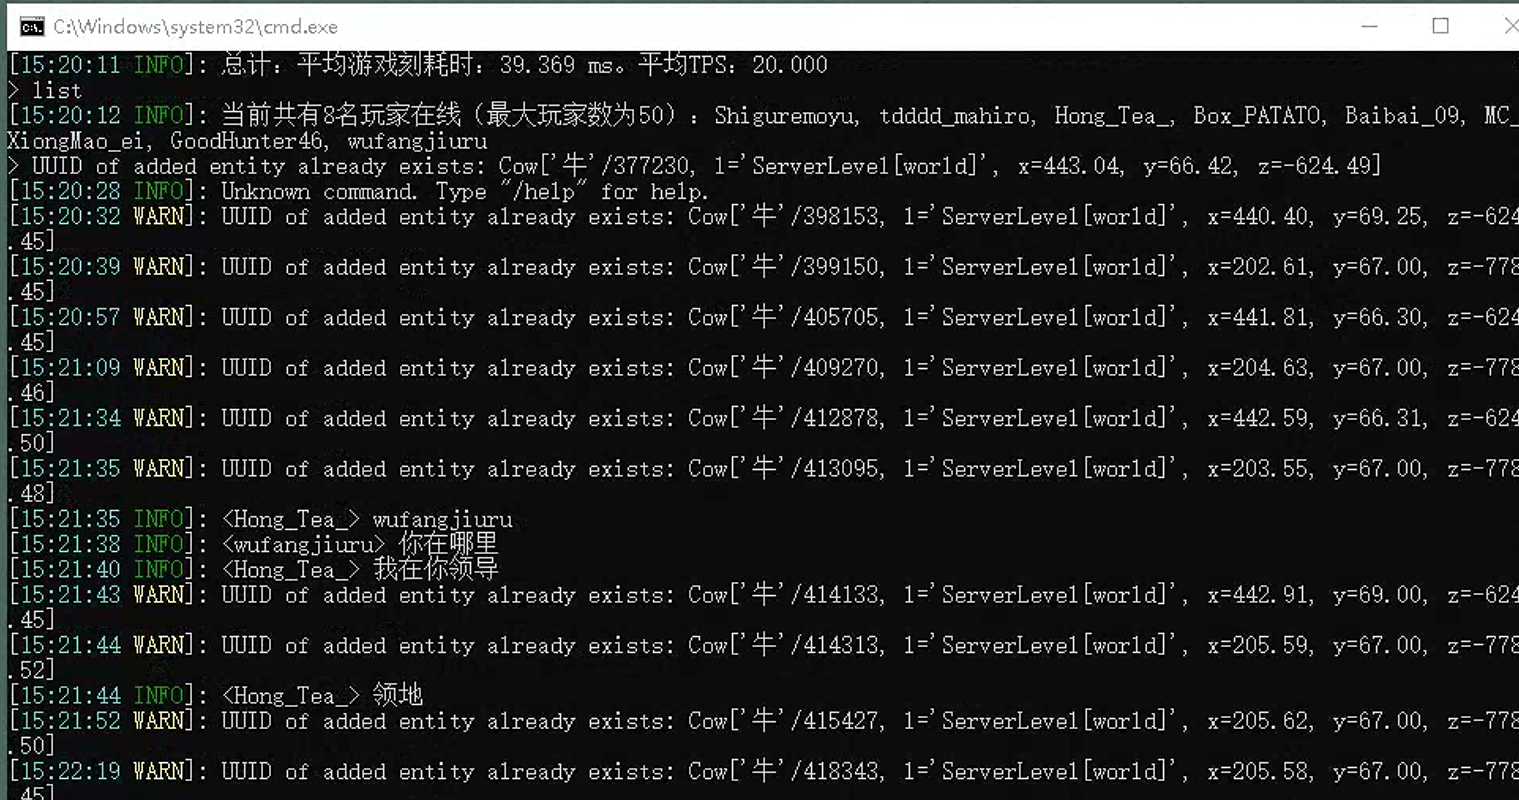 C:\Windows\system32\cmd.exe
[15:20:11 INFO]: 总计：平均游戏刻耗时：39.369 ms。平均TPS：20.000
> list
[15:20:12 INFO]: 当前共有8名玩家在线（最大玩家数为50）：Shiguremoyu, tdddd_mahiro, Hong_Tea_, Box_PATATO, Baibai_09, MC_
XiongMao_ei, GoodHunter46, wufangjiuru
> UUID of added entity already exists: Cow['牛'/377230, l='ServerLevel[world]', x=443.04, y=66.42, z=-624.49]
[15:20:28 INFO]: Unknown command. Type "/help" for help.
[15:20:32 WARN]: UUID of added entity already exists: Cow['牛'/398153, l='ServerLevel[world]', x=440.40, y=69.25, z=-624
.45]
[15:20:39 WARN]: UUID of added entity already exists: Cow['牛'/399150, l='ServerLevel[world]', x=202.61, y=67.00, z=-778
.45]
[15:20:57 WARN]: UUID of added entity already exists: Cow['牛'/405705, l='ServerLevel[world]', x=441.81, y=66.30, z=-624
.45]
[15:21:09 WARN]: UUID of added entity already exists: Cow['牛'/409270, l='ServerLevel[world]', x=204.63, y=67.00, z=-778
.46]
[15:21:34 WARN]: UUID of added entity already exists: Cow['牛'/412878, l='ServerLevel[world]', x=442.59, y=66.31, z=-624
.50]
[15:21:35 WARN]: UUID of added entity already exists: Cow['牛'/413095, l='ServerLevel[world]', x=203.55, y=67.00, z=-778
.48]
[15:21:35 INFO]: <Hong_Tea_> wufangjiuru
[15:21:38 INFO]: <wufangjiuru> 你在哪里
[15:21:40 INFO]: <Hong_Tea_> 我在你领导
[15:21:43 WARN]: UUID of added entity already exists: Cow['牛'/414133, l='ServerLevel[world]', x=442.91, y=69.00, z=-624
.45]
[15:21:44 WARN]: UUID of added entity already exists: Cow['牛'/414313, l='ServerLevel[world]', x=205.59, y=67.00, z=-778
.52]
[15:21:44 INFO]: <Hong_Tea_> 领地
[15:21:52 WARN]: UUID of added entity already exists: Cow['牛'/415427, l='ServerLevel[world]', x=205.62, y=67.00, z=-778
.50]
[15:22:19 WARN]: UUID of added entity already exists: Cow['牛'/418343, l='ServerLevel[world]', x=205.58, y=67.00, z=-778
.45]